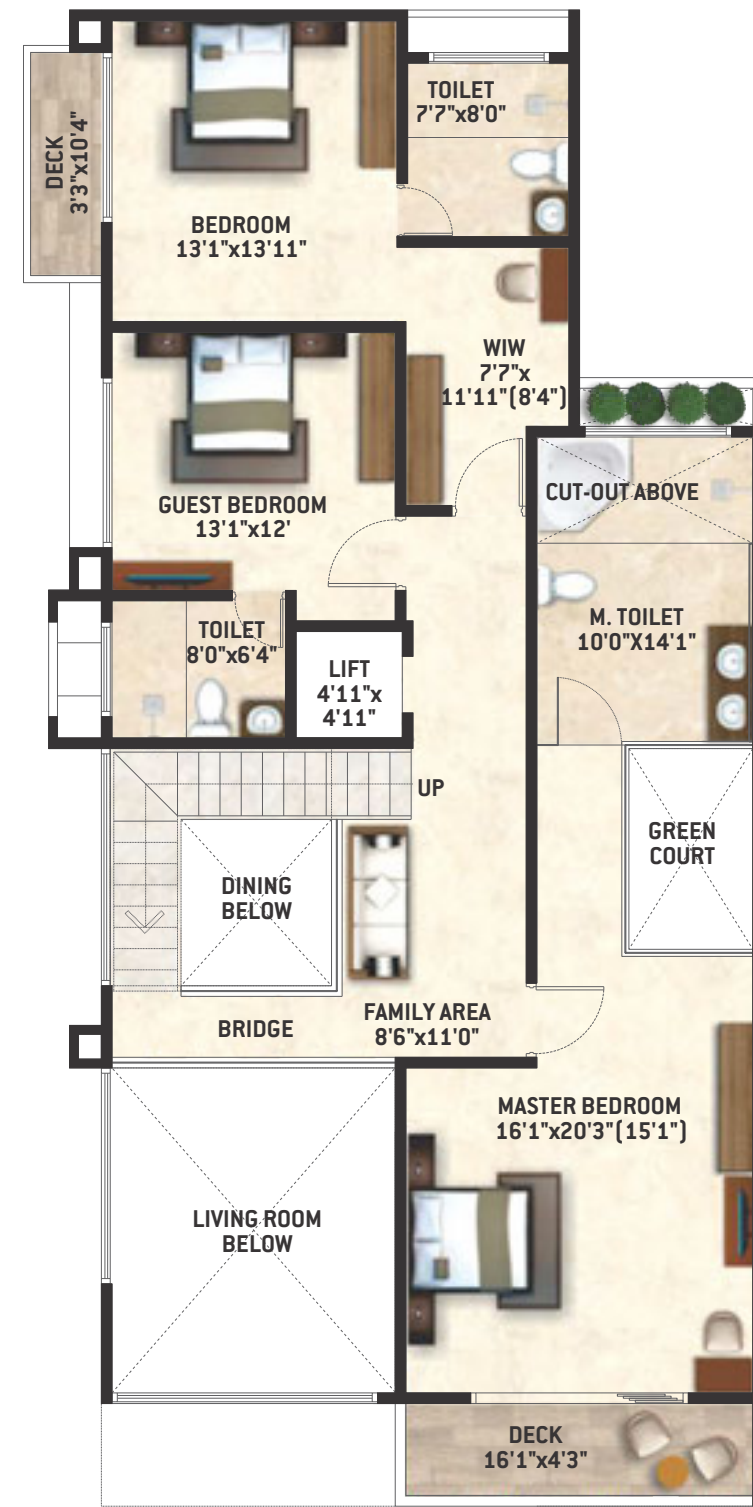 TOILET
7'7"x8'0"
DECK
3'3"x10'4"
BEDROOM
13'1"x13'11"
WIW
7'7"x
11'11"(8'4")
CUT-OUT ABOVE
GUEST BEDROOM
13'1"x12'
M. TOILET
10'0"X14'1"
TOILET
8'0"x6'4"
LIFT
4'11"x
4'11"
UP
GREEN
COURT
DINING
BELOW
FAMILY AREA
8'6"x11'0"
BRIDGE
MASTER BEDROOM
16'1"x20'3"(15'1")
LIVING ROOM
BELOW
DECK
16'1"x4'3"